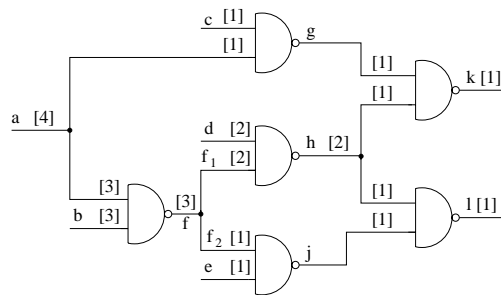 c [1]
[1]
g
[1]
k [1]
[1]
a [4]
d [2]
h [2]
f1 [2]
[3]
[3]
b [3]
f
[1]
l [1]
[1]
f2 [1]
j
e [1]